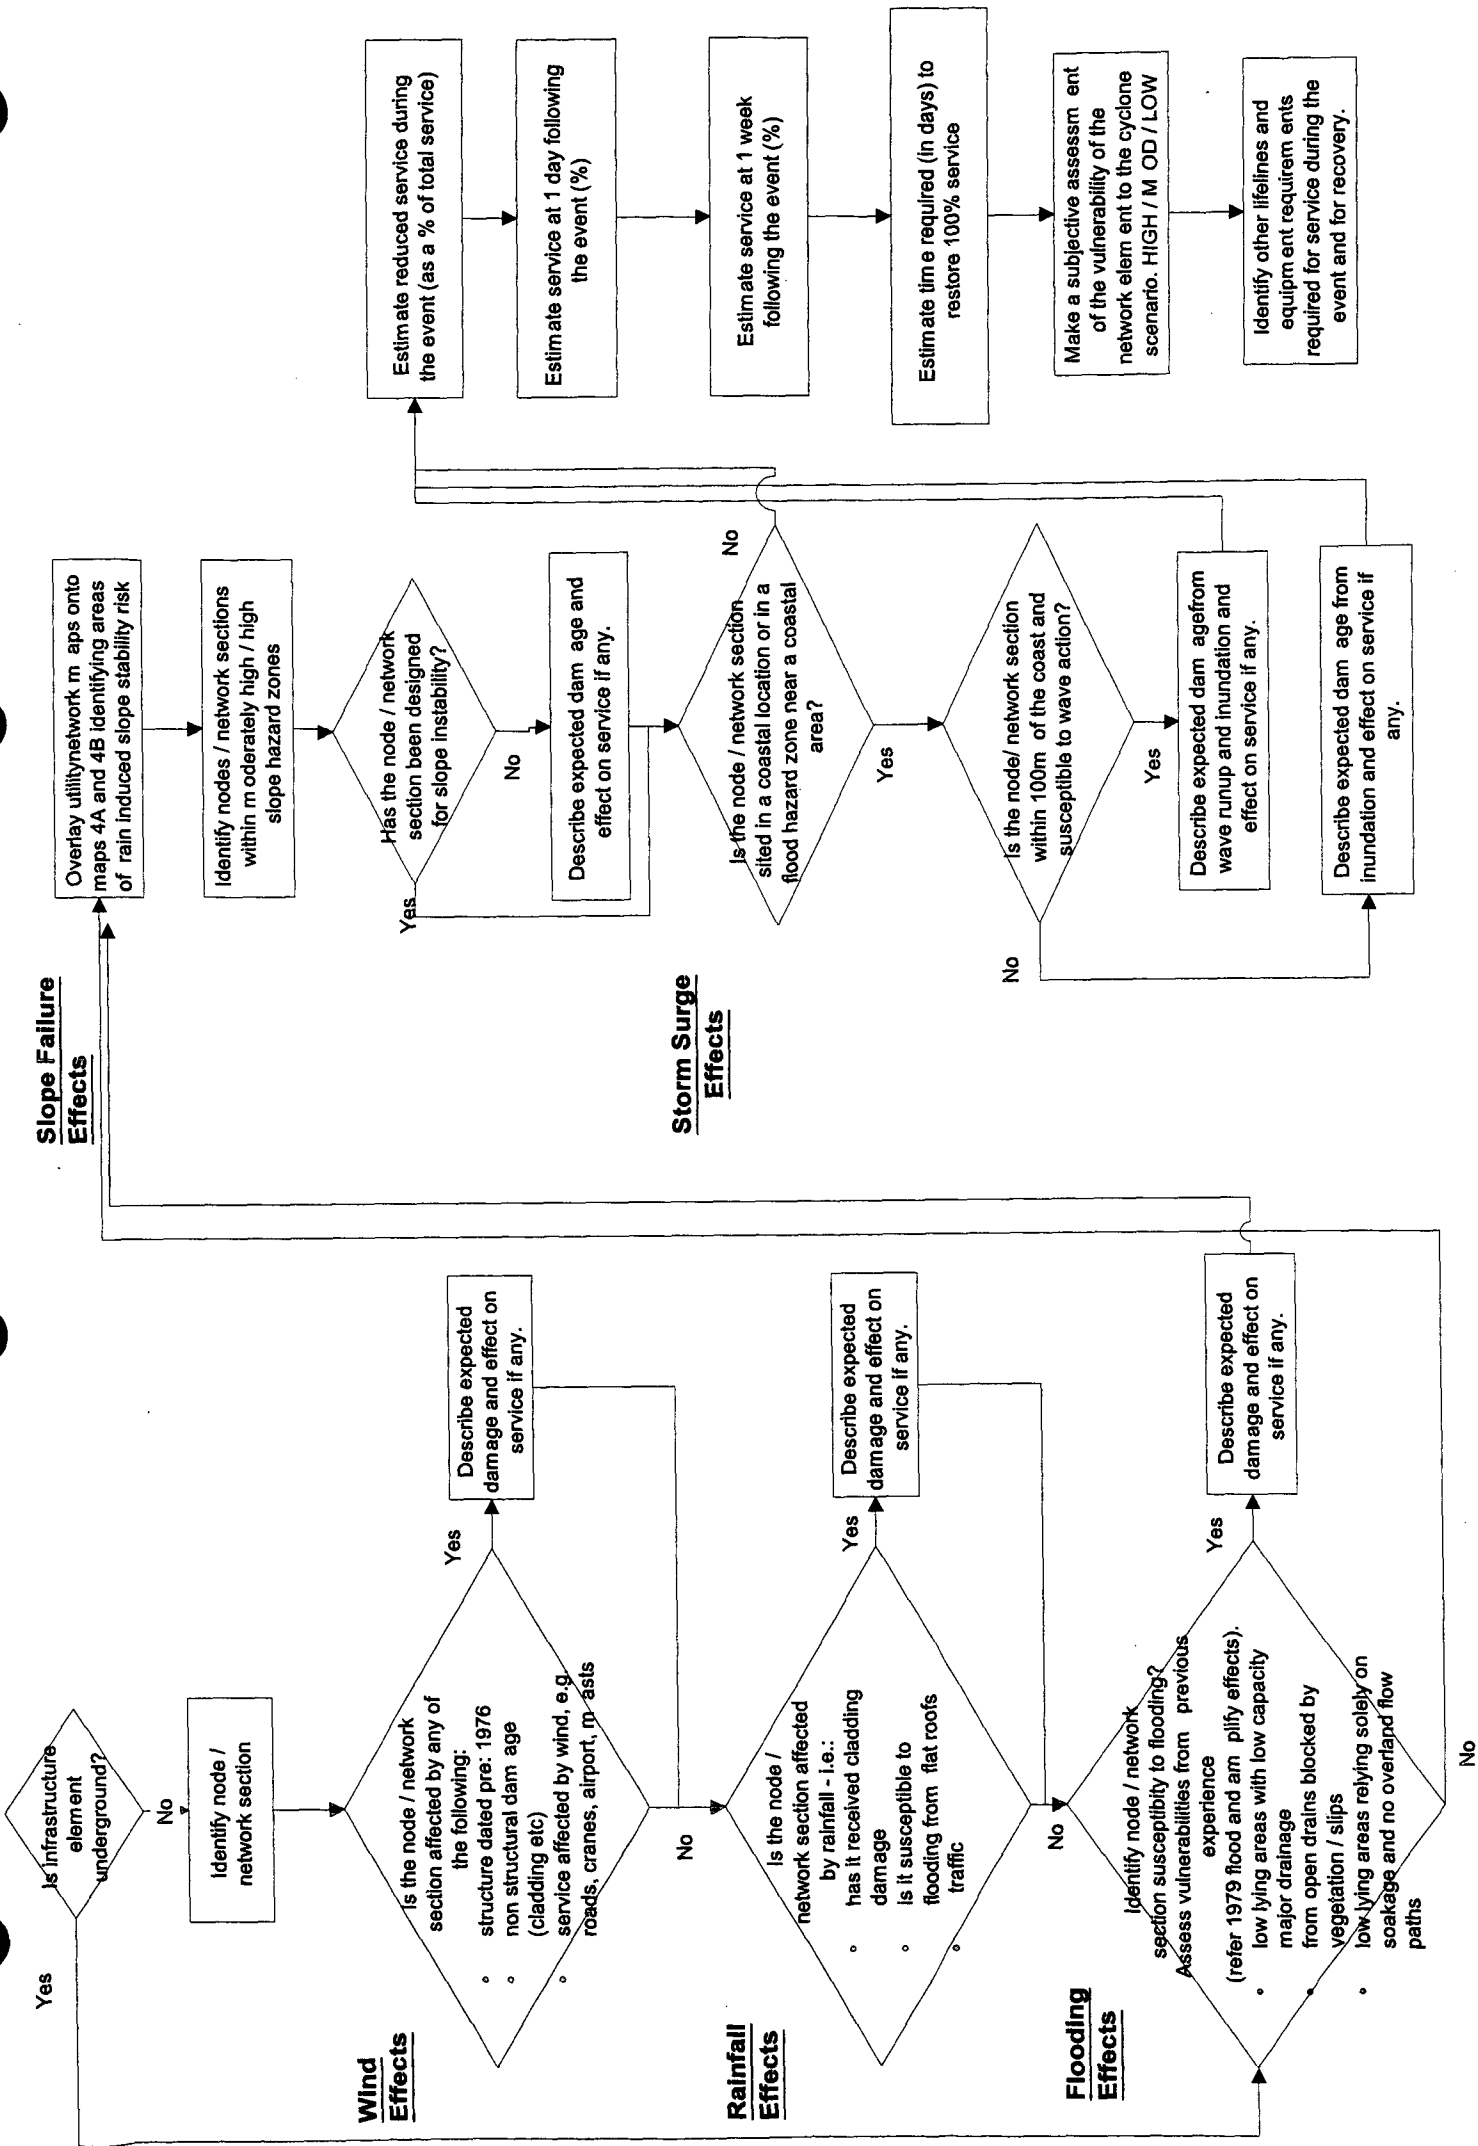 Is infrastructure
element
underground?
Yes
No
Identify node /
network section
Wind
Effects
Is the node / network
section affected by any of
the following:
° structure dated pre: 1976
° non structural dam age
(cladding etc)
° service affected by wind, e.g.
roads, cranes, airport, m asts
Yes
Describe expected
damage and effect on
service if any.
No
Rainfall
Effects
Is the node /
network section affected
by rainfall - i.e.:
° has it received cladding
damage
° Is it susceptible to
flooding from flat roofs
° traffic
Yes
Describe expected
damage and effect on
service if any.
No
Flooding
Effects
Identify node / network
section susceptibity to flooding?
Assess vulnerabilities from previous
experience
(refer 1979 flood and am plify effects).
° low lying areas with low capacity
major drainage
° from open drains blocked by
vegetation / slips
° low lying areas relying solely on
soakage and no overland flow
paths
Yes
Describe expected
damage and effect on
service if any.
No
Slope Failure
Effects
Overlay utilitynetwork m aps onto
maps 4A and 4B identifying areas
of rain induced slope stability risk
Identify nodes / network sections
within m oderately high / high
slope hazard zones
Has the node / network
section been designed
for slope instability?
Yes
No
Describe expected dam age and
effect on service if any.
Storm Surge
Effects
Is the node / network section
sited in a coastal location or in a
flood hazard zone near a coastal
area?
No
Yes
Is the node/ network section
within 100m of the coast and
susceptible to wave action?
No
Yes
Describe expected dam agefrom
wave runup and inundation and
effect on service if any.
Describe expected dam age from
inundation and effect on service if
any.
Estimate reduced service during
the event (as a % of total service)
Estim ate service at 1 day following
the event (%)
Estim ate service at 1 week
following the event (%)
Estim ate tim e required (in days) to
restore 100% service
Make a subjective assessm ent
of the vulnerability of the
network elem ent to the cyclone
scenario. HIGH / M OD / LOW
Identify other lifelines and
equipment requirem ents
required for service during the
event and for recovery.